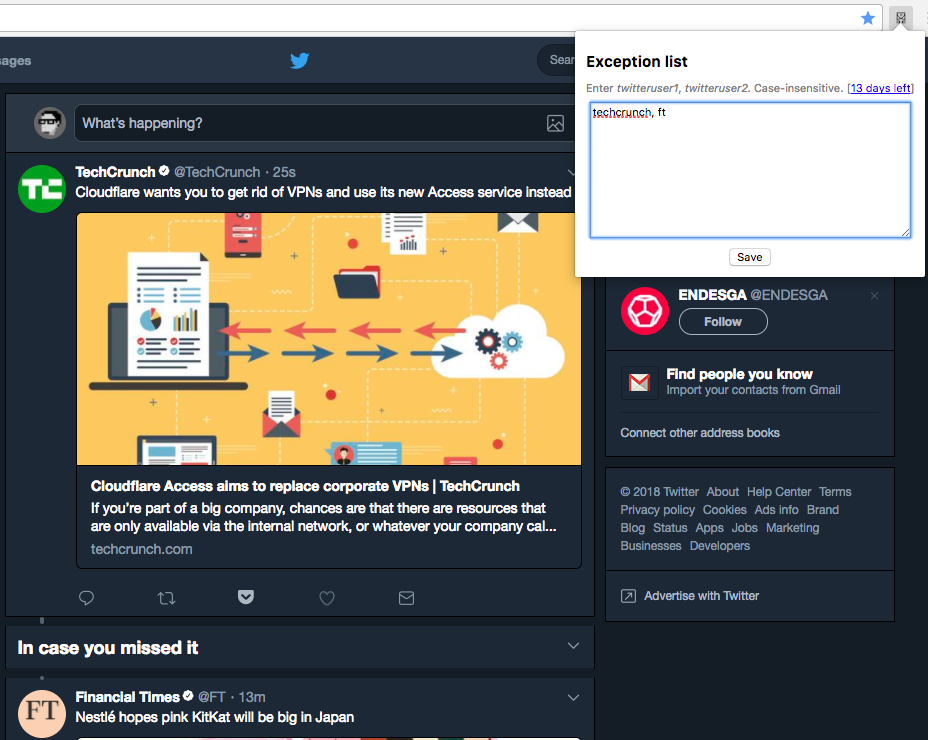 sages
Sear
Exception list
Enter twitteruser1, twitteruser2. Case-insensitive. [13 days left]
techcrunch, ft
Save
What's happening?
TechCrunch @TechCrunch · 25s
Cloudflare wants you to get rid of VPNs and use its new Access service instead
Cloudflare Access aims to replace corporate VPNs | TechCrunch
If you're part of a big company, chances are that there are resources that
are only available via the internal network, or whatever your company cal...
techcrunch.com
In case you missed it
FT
Financial Times @FT · 13m
Nestlé hopes pink KitKat will be big in Japan
ENDESGA @ENDESGA
Follow
Find people you know
Import your contacts from Gmail
Connect other address books
© 2018 Twitter About Help Center Terms
Privacy policy Cookies Ads info Brand
Blog Status Apps Jobs Marketing
Businesses Developers
Advertise with Twitter